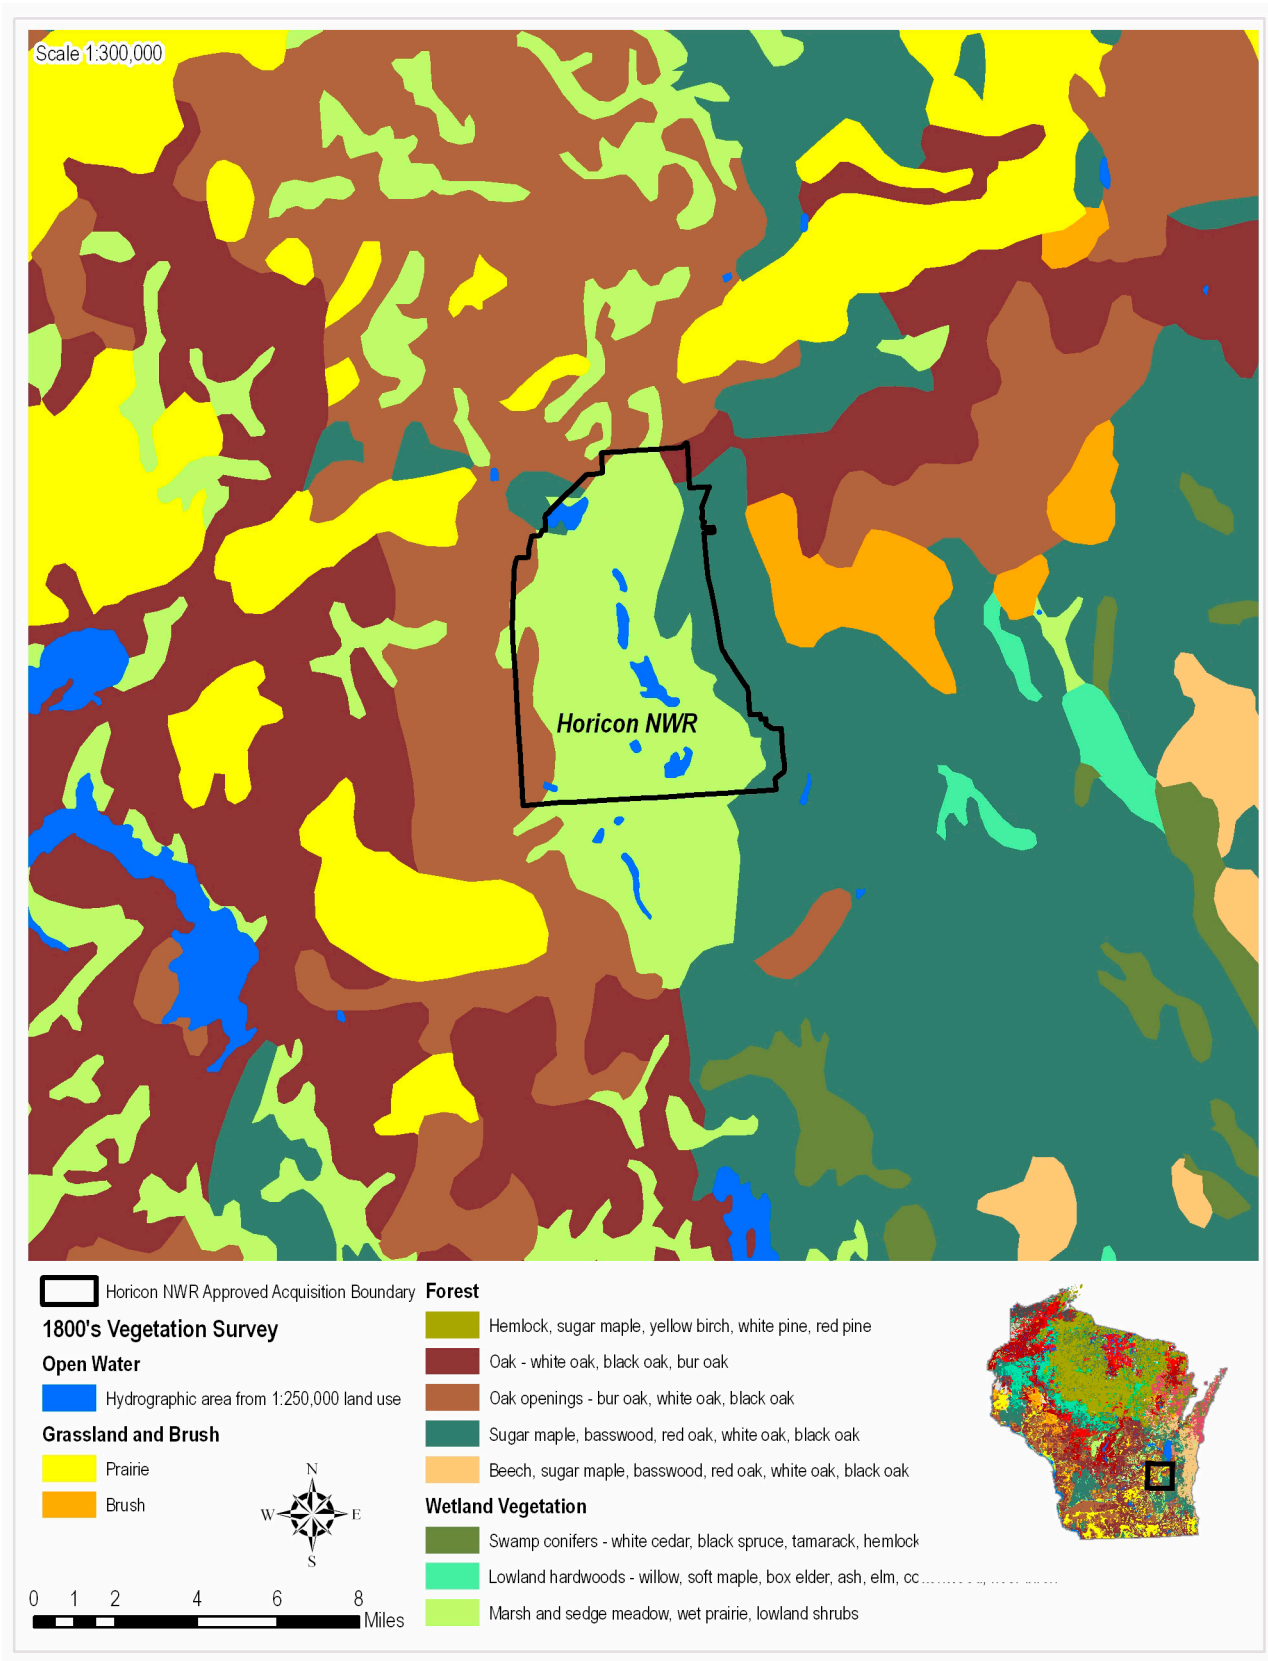 Scale 1:300,000
Horicon NWR
Horicon NWR Approved Acquisition Boundary
1800's Vegetation Survey
Open Water
Hydrographic area from 1:250,000 land use
Grassland and Brush
Prairie
Brush
N
W E
S
0 1 2 4 6 8
Miles
Forest
Hemlock, sugar maple, yellow birch, white pine, red pine
Oak - white oak, black oak, bur oak
Oak openings - bur oak, white oak, black oak
Sugar maple, basswood, red oak, white oak, black oak
Beech, sugar maple, basswood, red oak, white oak, black oak
Wetland Vegetation
Swamp conifers - white cedar, black spruce, tamarack, hemlock
Lowland hardwoods - willow, soft maple, box elder, ash, elm,
Marsh and sedge meadow, wet prairie, lowland shrubs